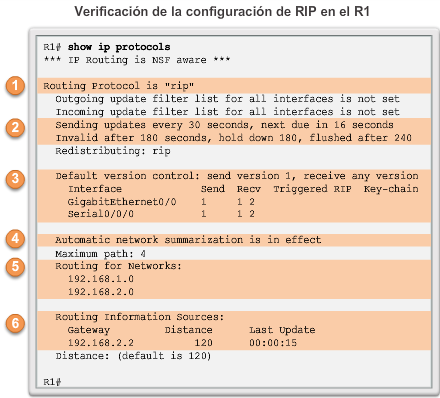 Verificación de la configuración de RIP en el R1
R1# show ip protocols
*** IP Routing is NSF aware ***
1
Routing Protocol is "rip"
Outgoing update filter list for all interfaces is not set
Incoming update filter list for all interfaces is not set
2
Sending updates every 30 seconds, next due in 16 seconds
Invalid after 180 seconds, hold down 180, flushed after 240
Redistributing: rip
3
Default version control: send version 1, receive any version
Interface Send Recv Triggered RIP Key-chain
GigabitEthernet0/0 1 1 2
Serial0/0/0 1 1 2
4
Automatic network summarization is in effect
Maximum path: 4
5
Routing for Networks:
192.168.1.0
192.168.2.0
6
Routing Information Sources:
Gateway Distance Last Update
192.168.2.2 120 00:00:15
Distance: (default is 120)
R1#